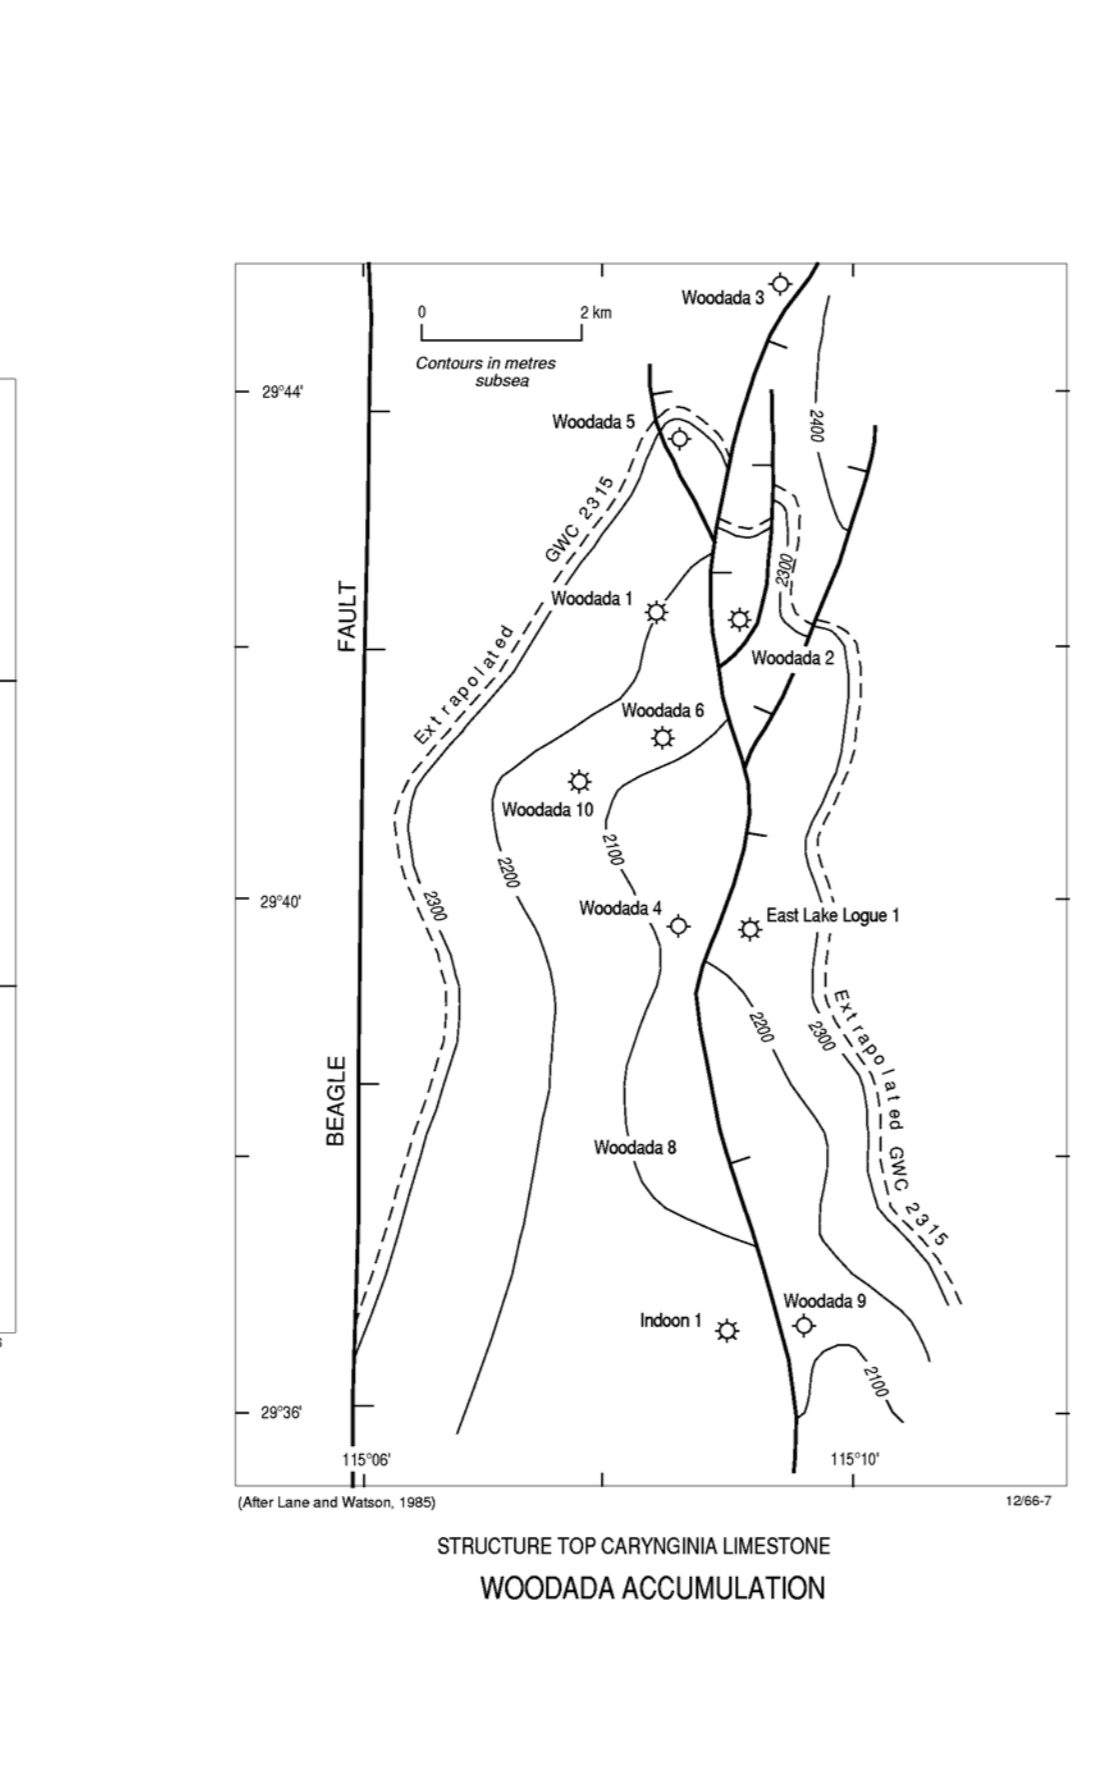 Woodada 3
0 2 km
Contours in metres
subsea
29°44'
Woodada 5
2400
GWC 2315
2300
FAULT
Woodada 1
Woodada 2
Extrapolated
Woodada 6
Woodada 10
2100
2200
2300
29°40'
Woodada 4
East Lake Logue 1
2200
2300
Extrapolated GWC 2315
BEAGLE
Woodada 8
Woodada 9
Indoon 1
2100
29°36'
115°06'
115°10'
(After Lane and Watson, 1985)
12/66-7
STRUCTURE TOP CARYNGINIA LIMESTONE
WOODADA ACCUMULATION